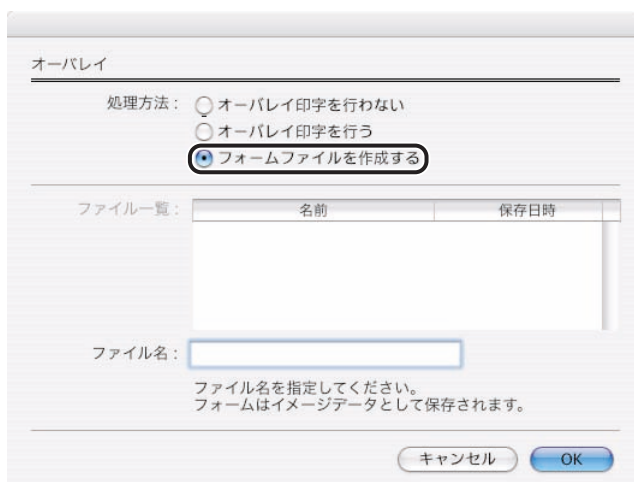 オーバレイ
処理方法： オーバレイ印字を行わない
オーバレイ印字を行う
フォームファイルを作成する
ファイル一覧： 名前 保存日時
ファイル名：
ファイル名を指定してください。
フォームはイメージデータとして保存されます。
キャンセル OK